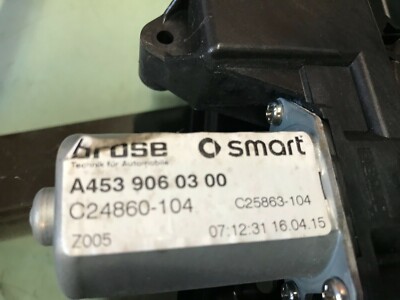 brose smart
Technik für Automobile
A453 906 03 00
C24860-104 C25863-104
Z005 07:12:31 16.04.15